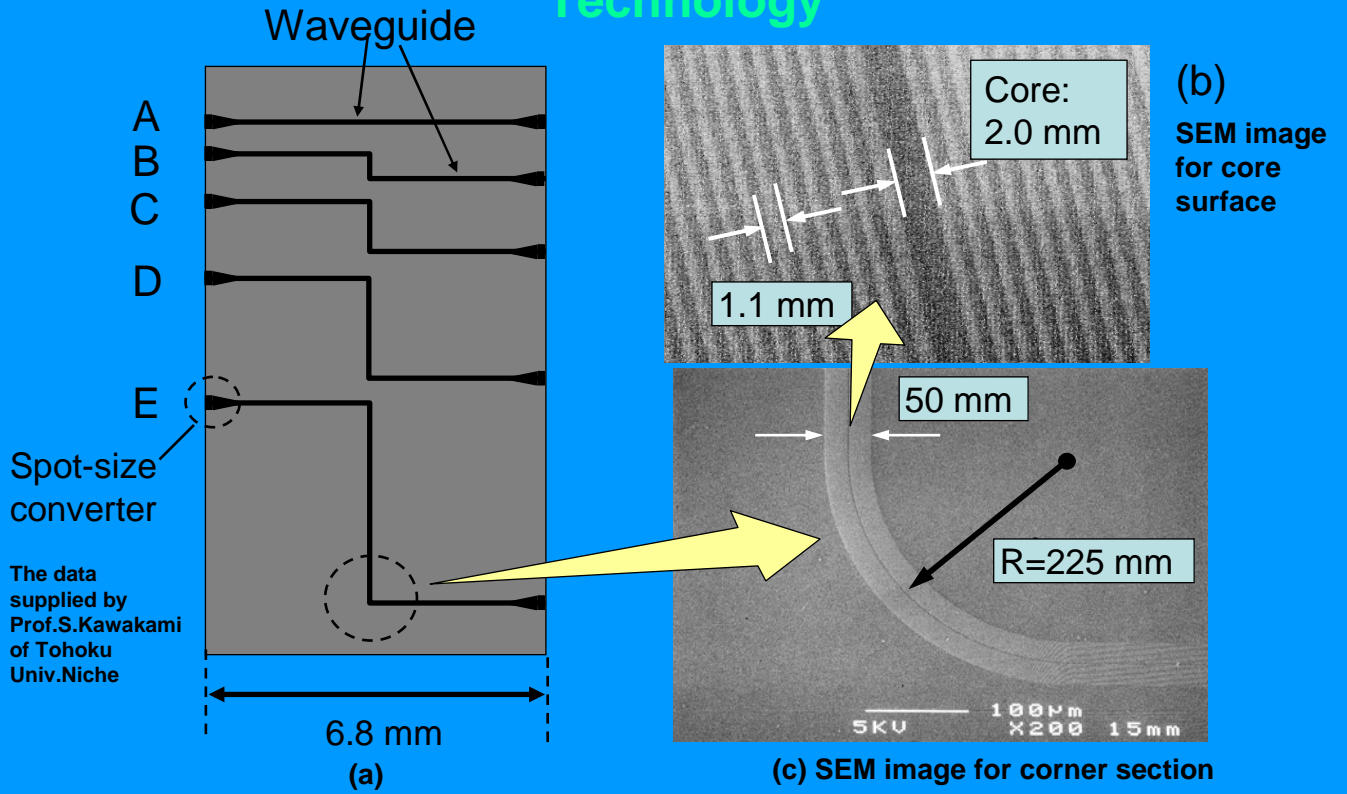 Technology
Waveguide
A
B
C
D
E
Spot-size
converter
The data
supplied by
Prof.S.Kawakami
of Tohoku
Univ.Niche
6.8 mm
(a)
Core:
2.0 mm
1.1 mm
(b)
SEM image
for core
surface
50 mm
R=225 mm
100µm
5KV X200 15mm
(c) SEM image for corner section